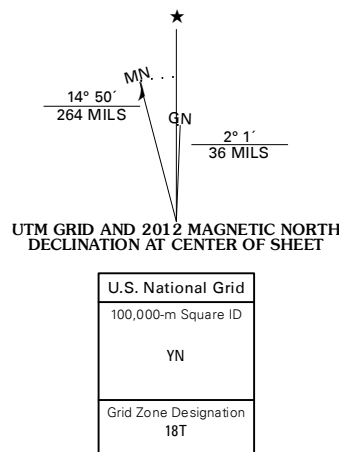 ★
MN
14° 50´
264 MILS
GN
2° 1´
36 MILS
UTM GRID AND 2012 MAGNETIC NORTH
DECLINATION AT CENTER OF SHEET
U.S. National Grid
100,000-m Square ID
YN
Grid Zone Designation
18T